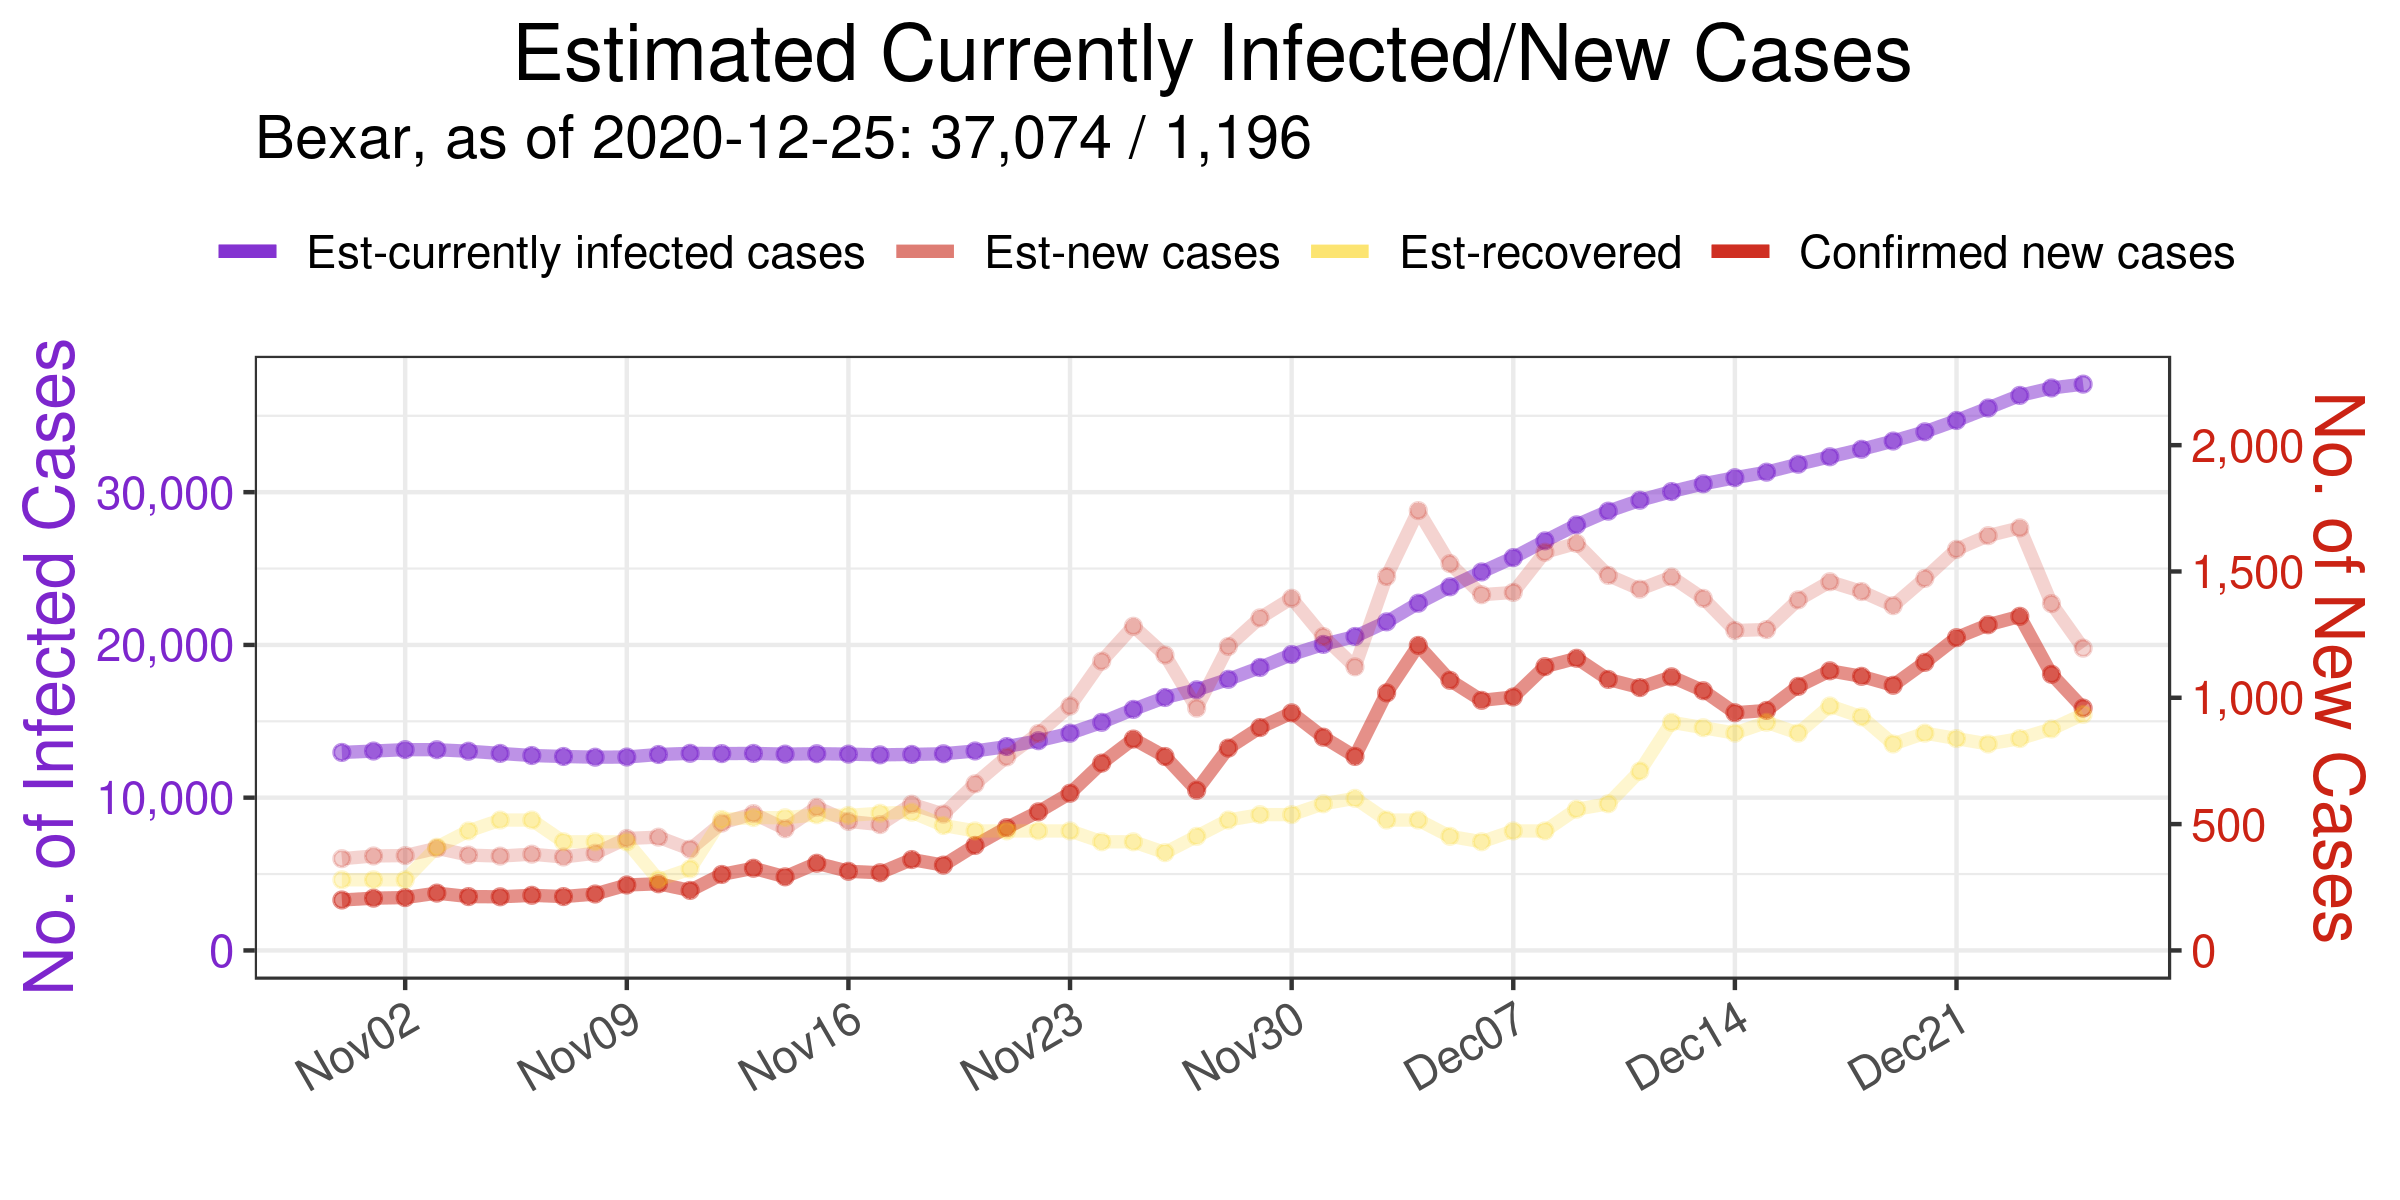 Estimated Currently Infected/New Cases
Bexar, as of 2020-12-25: 37,074 / 1,196
Est-currently infected cases Est-new cases Est-recovered Confirmed new cases
No. of Infected Cases
30,000
20,000
10,000
0
2,000
1,500
1,000
500
0
No. of New Cases
Nov02 Nov09 Nov16 Nov23 Nov30 Dec07 Dec14 Dec21